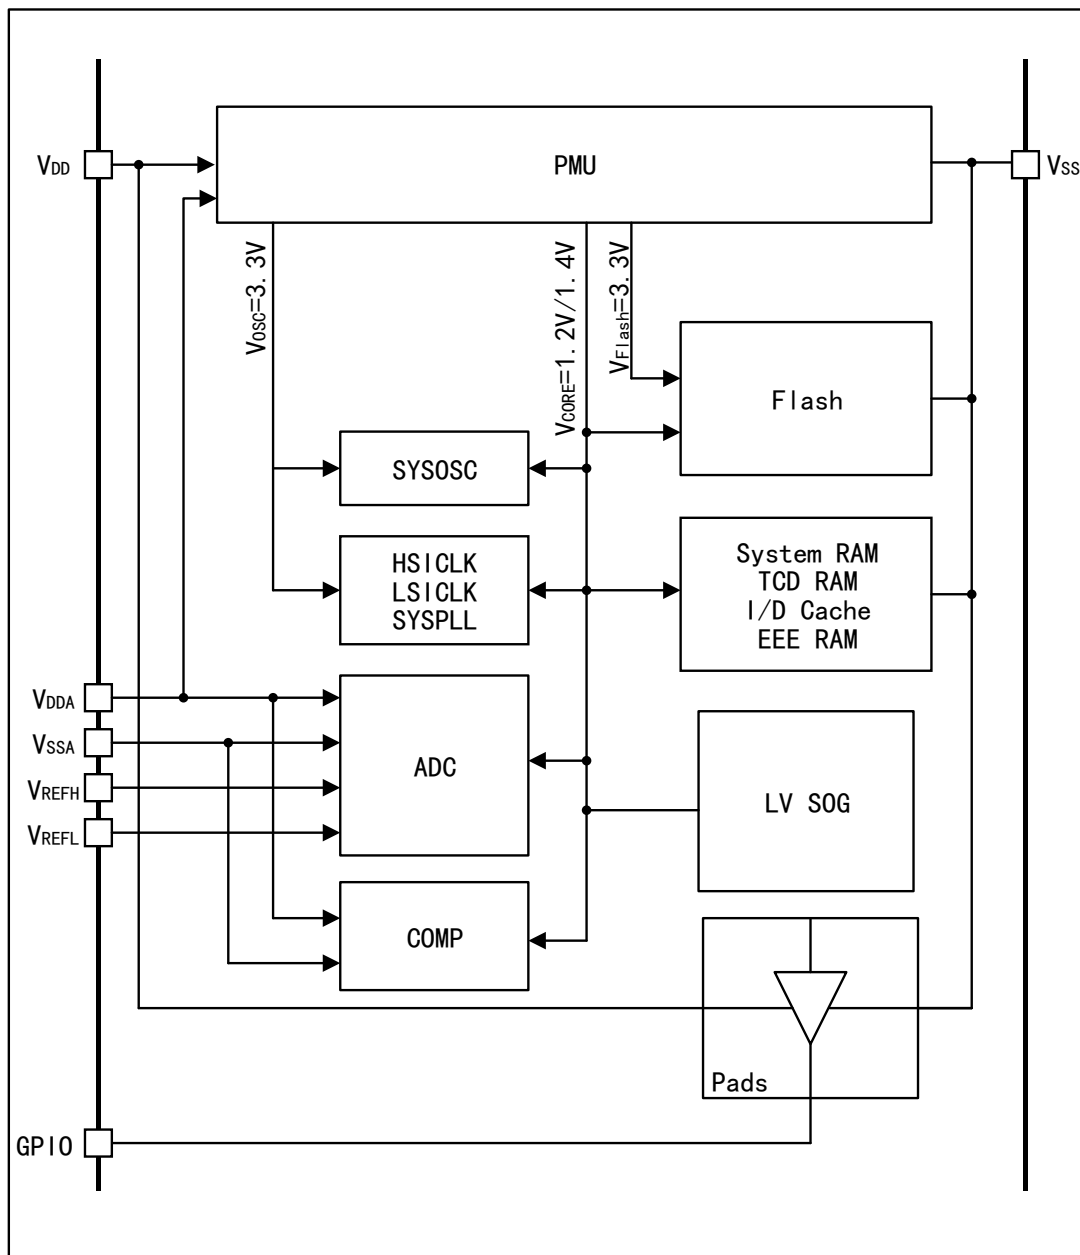 VDD
PMU
VSS
VOSC=3.3V
VCORE=1.2V/1.4V
VFlash=3.3V
Flash
SYSOSC
HSICLK
LSICLK
SYSPLL
System RAM
TCD RAM
I/D Cache
EEE RAM
VDDA
VSSA
VREFH
VREFL
ADC
LV SOG
COMP
Pads
GPIO